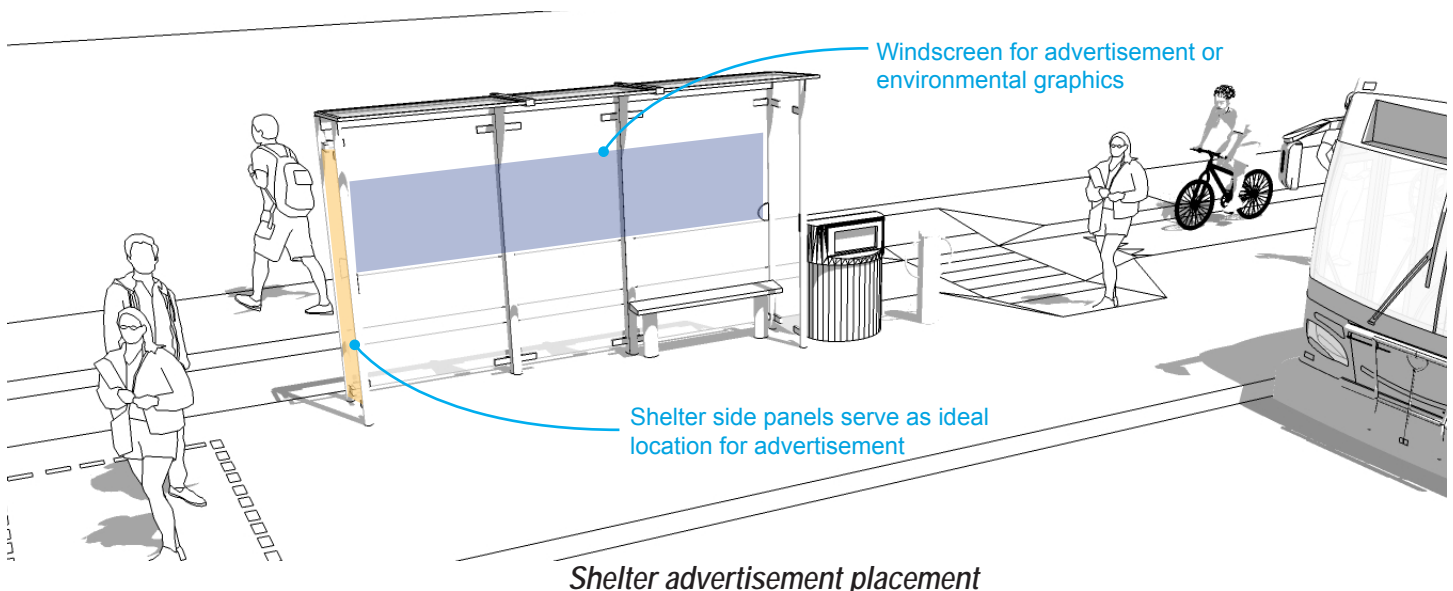 Windscreen for advertisement or
environmental graphics
Shelter side panels serve as ideal
location for advertisement
Shelter advertisement placement